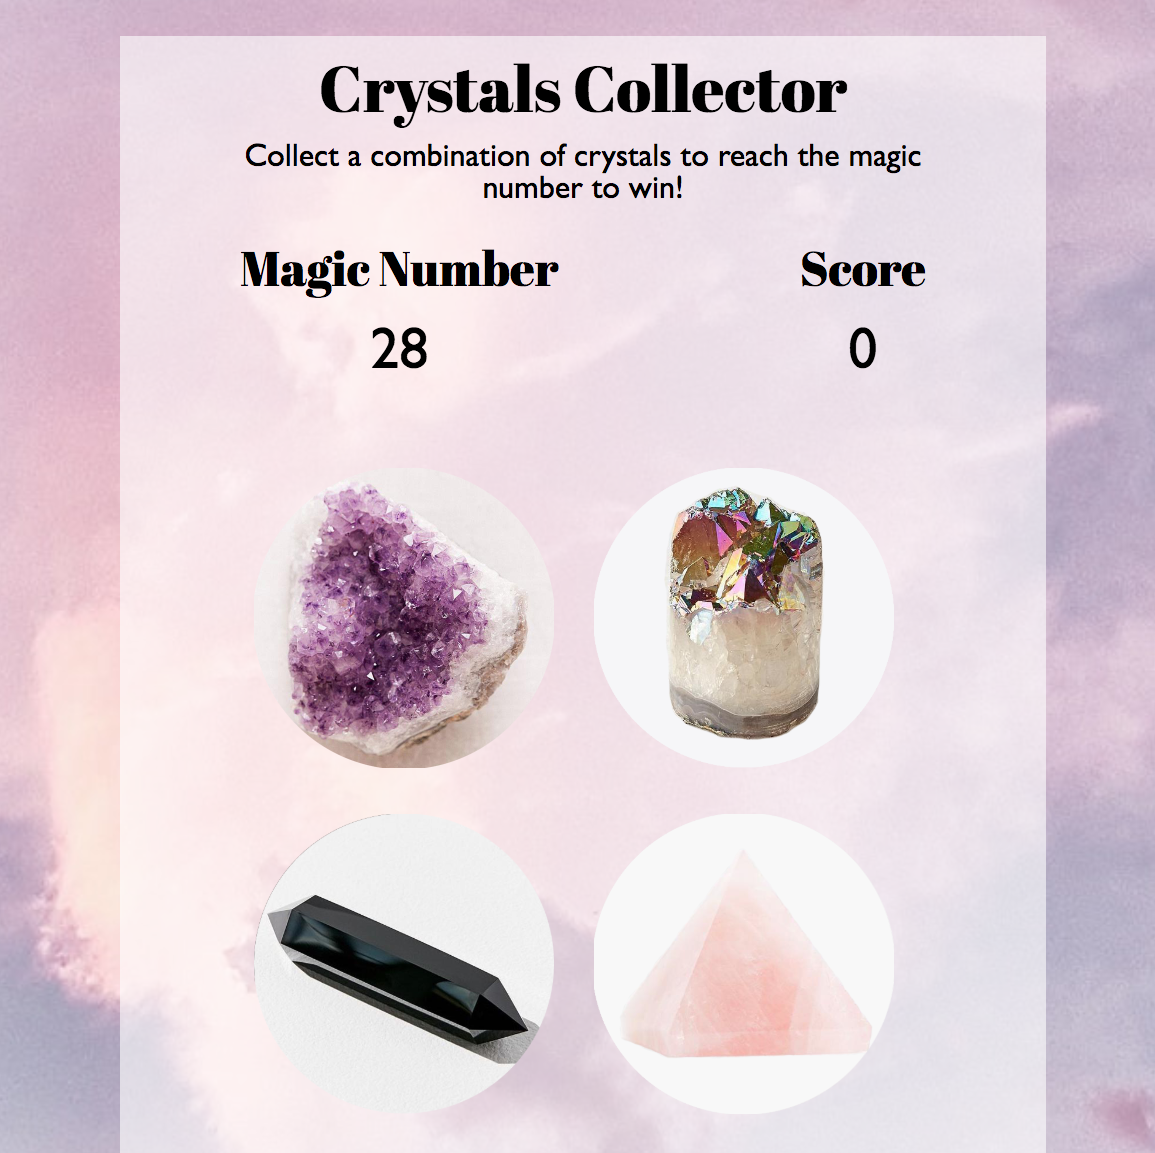 Crystals Collector
Collect a combination of crystals to reach the magic
number to win!
Magic Number
Score
28
0